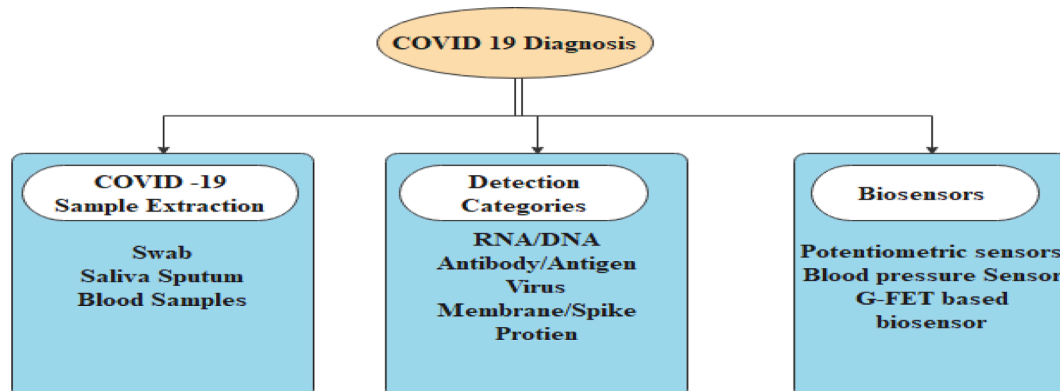 COVID 19 Diagnosis
COVID -19
Sample Extraction
Swab
Saliva Sputum
Blood Samples
Detection
Categories
RNA/DNA
Antibody/Antigen
Virus
Membrane/Spike
Protien
Biosensors
Potentiometric sensors
Blood pressure Sensor
G-FET based
biosensor